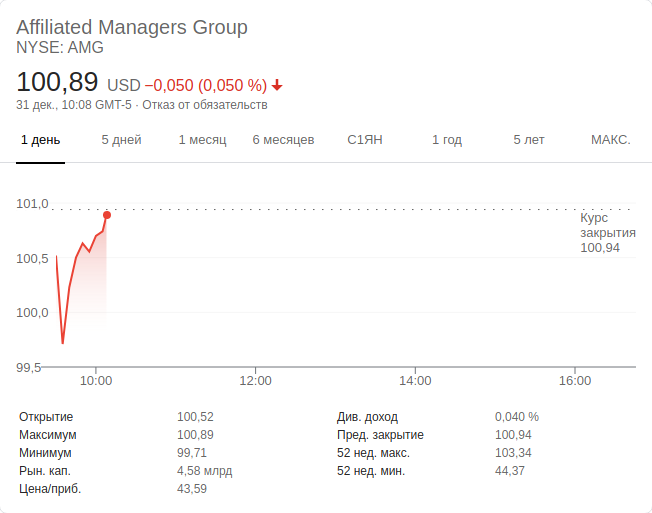 Affiliated Managers Group
NYSE: AMG
100,89 USD −0,050 (0,050 %)
31 дек., 10:08 GMT-5 · Отказ от обязательств
1 день 5 дней 1 месяц 6 месяцев С1ЯН 1 год 5 лет МАКС.
101,0
Курс
закрытия
100,94
100,5
100,0
99,5
10:00 12:00 14:00 16:00
Открытие 100,52 Див. доход 0,040 %
Максимум 100,89 Пред. закрытие 100,94
Минимум 99,71 52 нед. макс. 103,34
Рын. кап. 4,58 млрд 52 нед. мин. 44,37
Цена/приб. 43,59